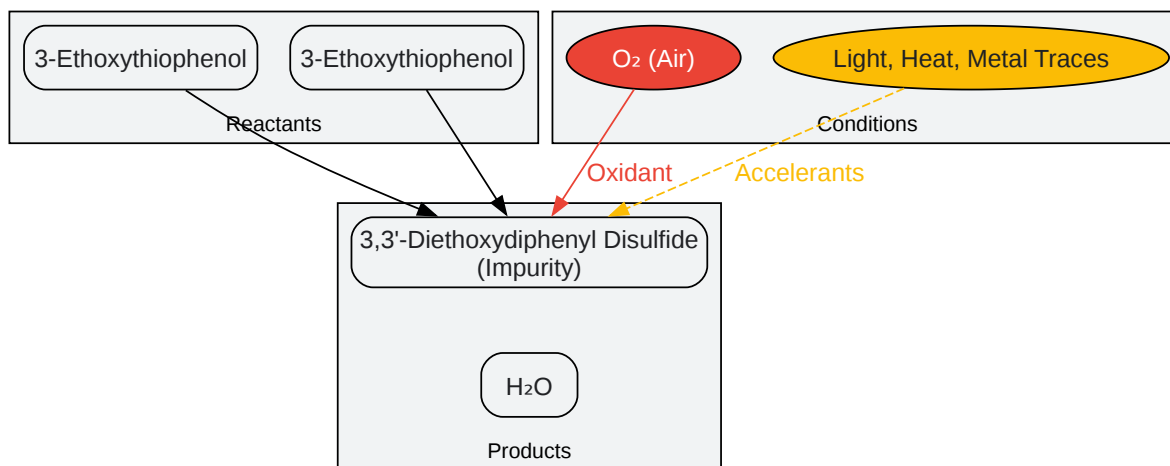 3-Ethoxythiophenol
3-Ethoxythiophenol
Reactants
O₂ (Air)
Light, Heat, Metal Traces
Conditions
Oxidant
Accelerants
3,3'-Diethoxydiphenyl Disulfide
(Impurity)
H₂O
Products